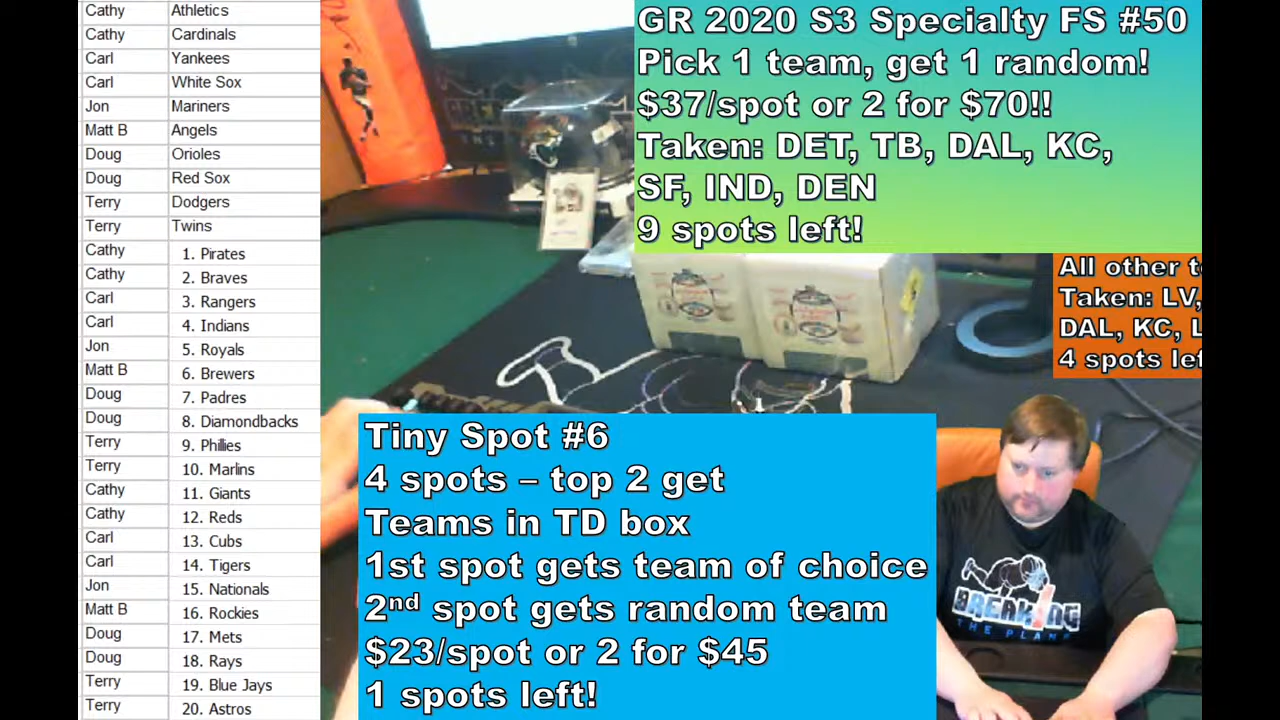 Cathy Athletics
Cathy Cardinals
Carl Yankees
Carl White Sox
Jon Mariners
Matt B Angels
Doug Orioles
Doug Red Sox
Terry Dodgers
Terry Twins
Cathy 1. Pirates
Cathy 2. Braves
Carl 3. Rangers
Carl 4. Indians
Jon 5. Royals
Matt B 6. Brewers
Doug 7. Padres
Doug 8. Diamondbacks
Terry 9. Phillies
Terry 10. Marlins
Cathy 11. Giants
Cathy 12. Reds
Carl 13. Cubs
Carl 14. Tigers
Jon 15. Nationals
Matt B 16. Rockies
Doug 17. Mets
Doug 18. Rays
Terry 19. Blue Jays
Terry 20. Astros
GR 2020 S3 Specialty FS #50
Pick 1 team, get 1 random!
$37/spot or 2 for $70!!
Taken: DET, TB, DAL, KC,
SF, IND, DEN
9 spots left!
All other t
Taken: LV,
DAL, KC, L
4 spots lef
Tiny Spot #6
4 spots – top 2 get
Teams in TD box
1st spot gets team of choice
2nd spot gets random team
$23/spot or 2 for $45
1 spots left!
BREAKING
THE PLANE